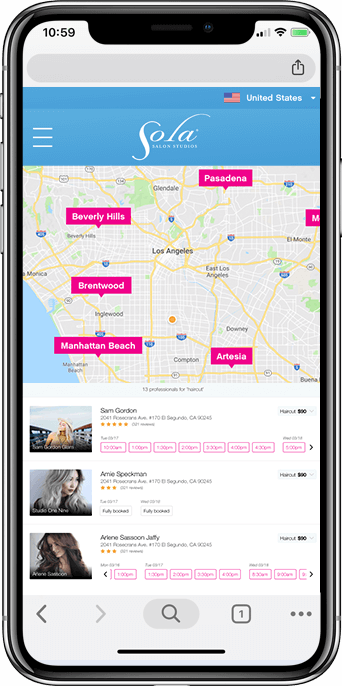 10:59
United States
Sola
SALON STUDIOS
Pasadena
Glendale
Beverly Hills
Beverly Hills
El Monte
Los Angeles
a Monica
East Los
Angeles
Brentwood
Inglewood
Downey
Manhattan Beach
Compton
Artesia
Manhattan
Beach
Buena
13 professionals for "haircut"
Sam Gordon
2041 Rosecrans Ave. #170 El Segundo, CA 90245
(321 reviews)
Haircut $90
Sam Gordon Glam
Tue 03/17
Wed 03/18
10:00am 1:00pm 1:30pm 2:30pm 3:30pm 4:30pm 4:30pm 5:00pm
Amie Speckman
2041 Rosecrans Ave. #170 El Segundo, CA 90245
(321 reviews)
Haircut $90
Studio One Nine
Tue 03/17
Fully booked Fully booked
Arlene Sassoon Jaffy
2041 Rosecrans Ave. #170 El Segundo, CA 90245
(321 reviews)
Haircut $90
Arlene Sassoon
Mon 03/16
Tue 03/17
Wed 03/18
1:00pm 1:30pm 2:30pm 3:30pm 4:30pm 8:30am 9:00am
1